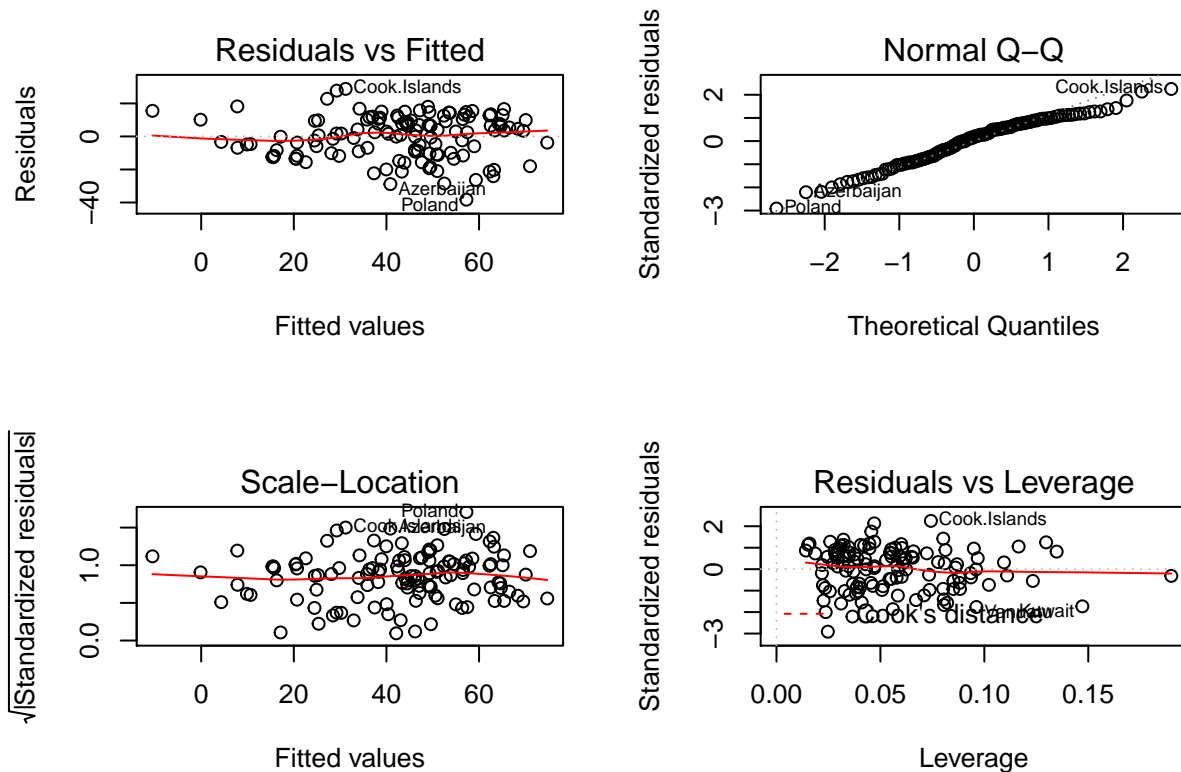 Residuals vs Fitted
Residuals
0
−40
Cook.Islands
Azerbaijan
Poland
0 20 40 60
Fitted values
Normal Q−Q
Standardized residuals
2
0
−3
Cook.Islands
Azerbaijan
Poland
−2 −1 0 1 2
Theoretical Quantiles
Scale−Location
√|Standardized residuals|
1.0
0.0
Poland
Cook.Islands
Azerbaijan
0 20 40 60
Fitted values
Residuals vs Leverage
Standardized residuals
2
0
−3
Cook.Islands
Vanuatu
Kuwait
Cook's distance
0.00 0.05 0.10 0.15
Leverage